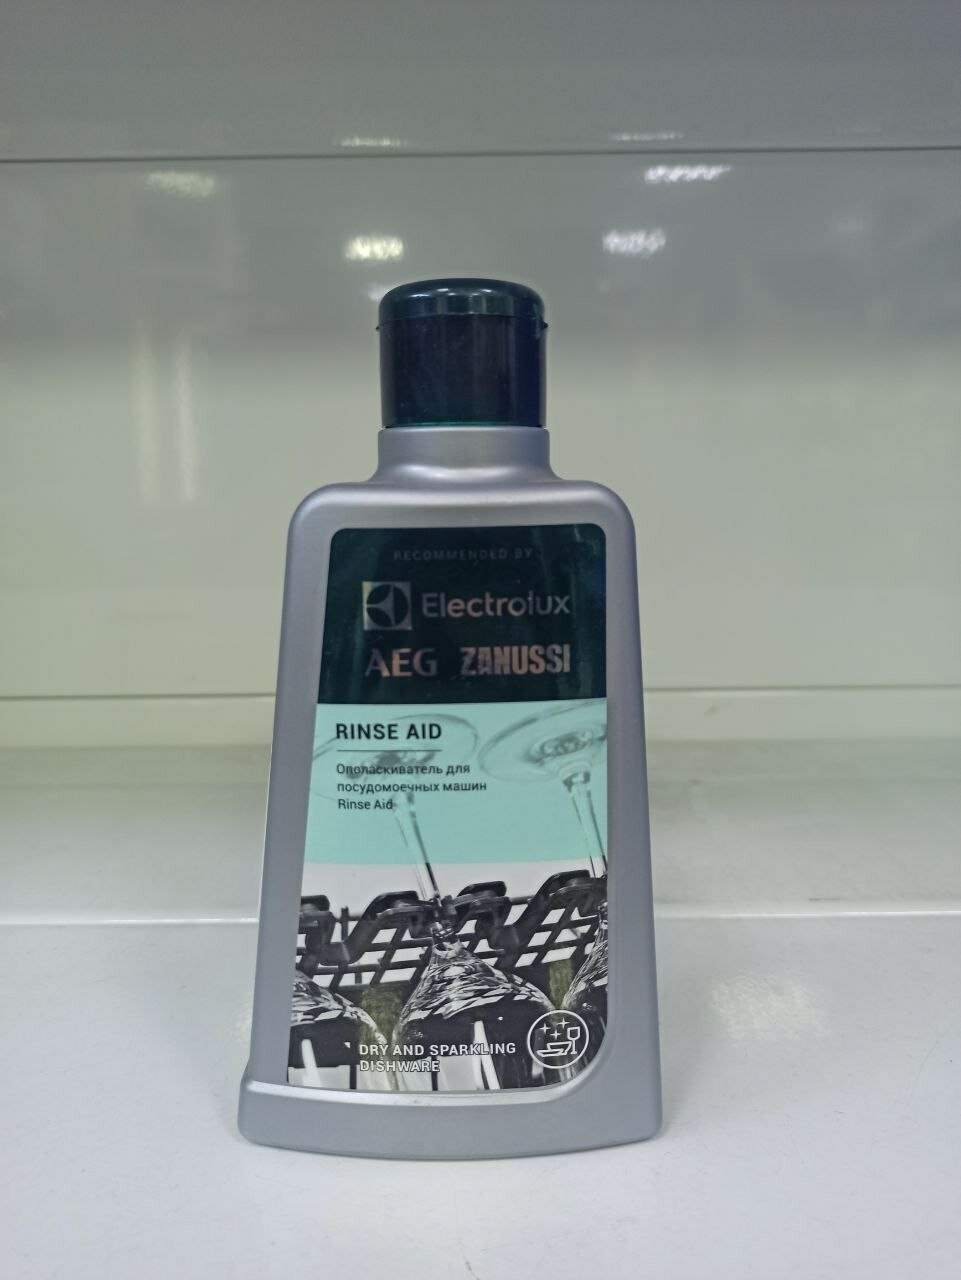 RECOMMENDED BY
Electrolux
AEG ZANUSSI
RINSE AID
Ополаскиватель для
посудомоечных машин
Rinse Aid
DRY AND SPARKLING
DISHWARE